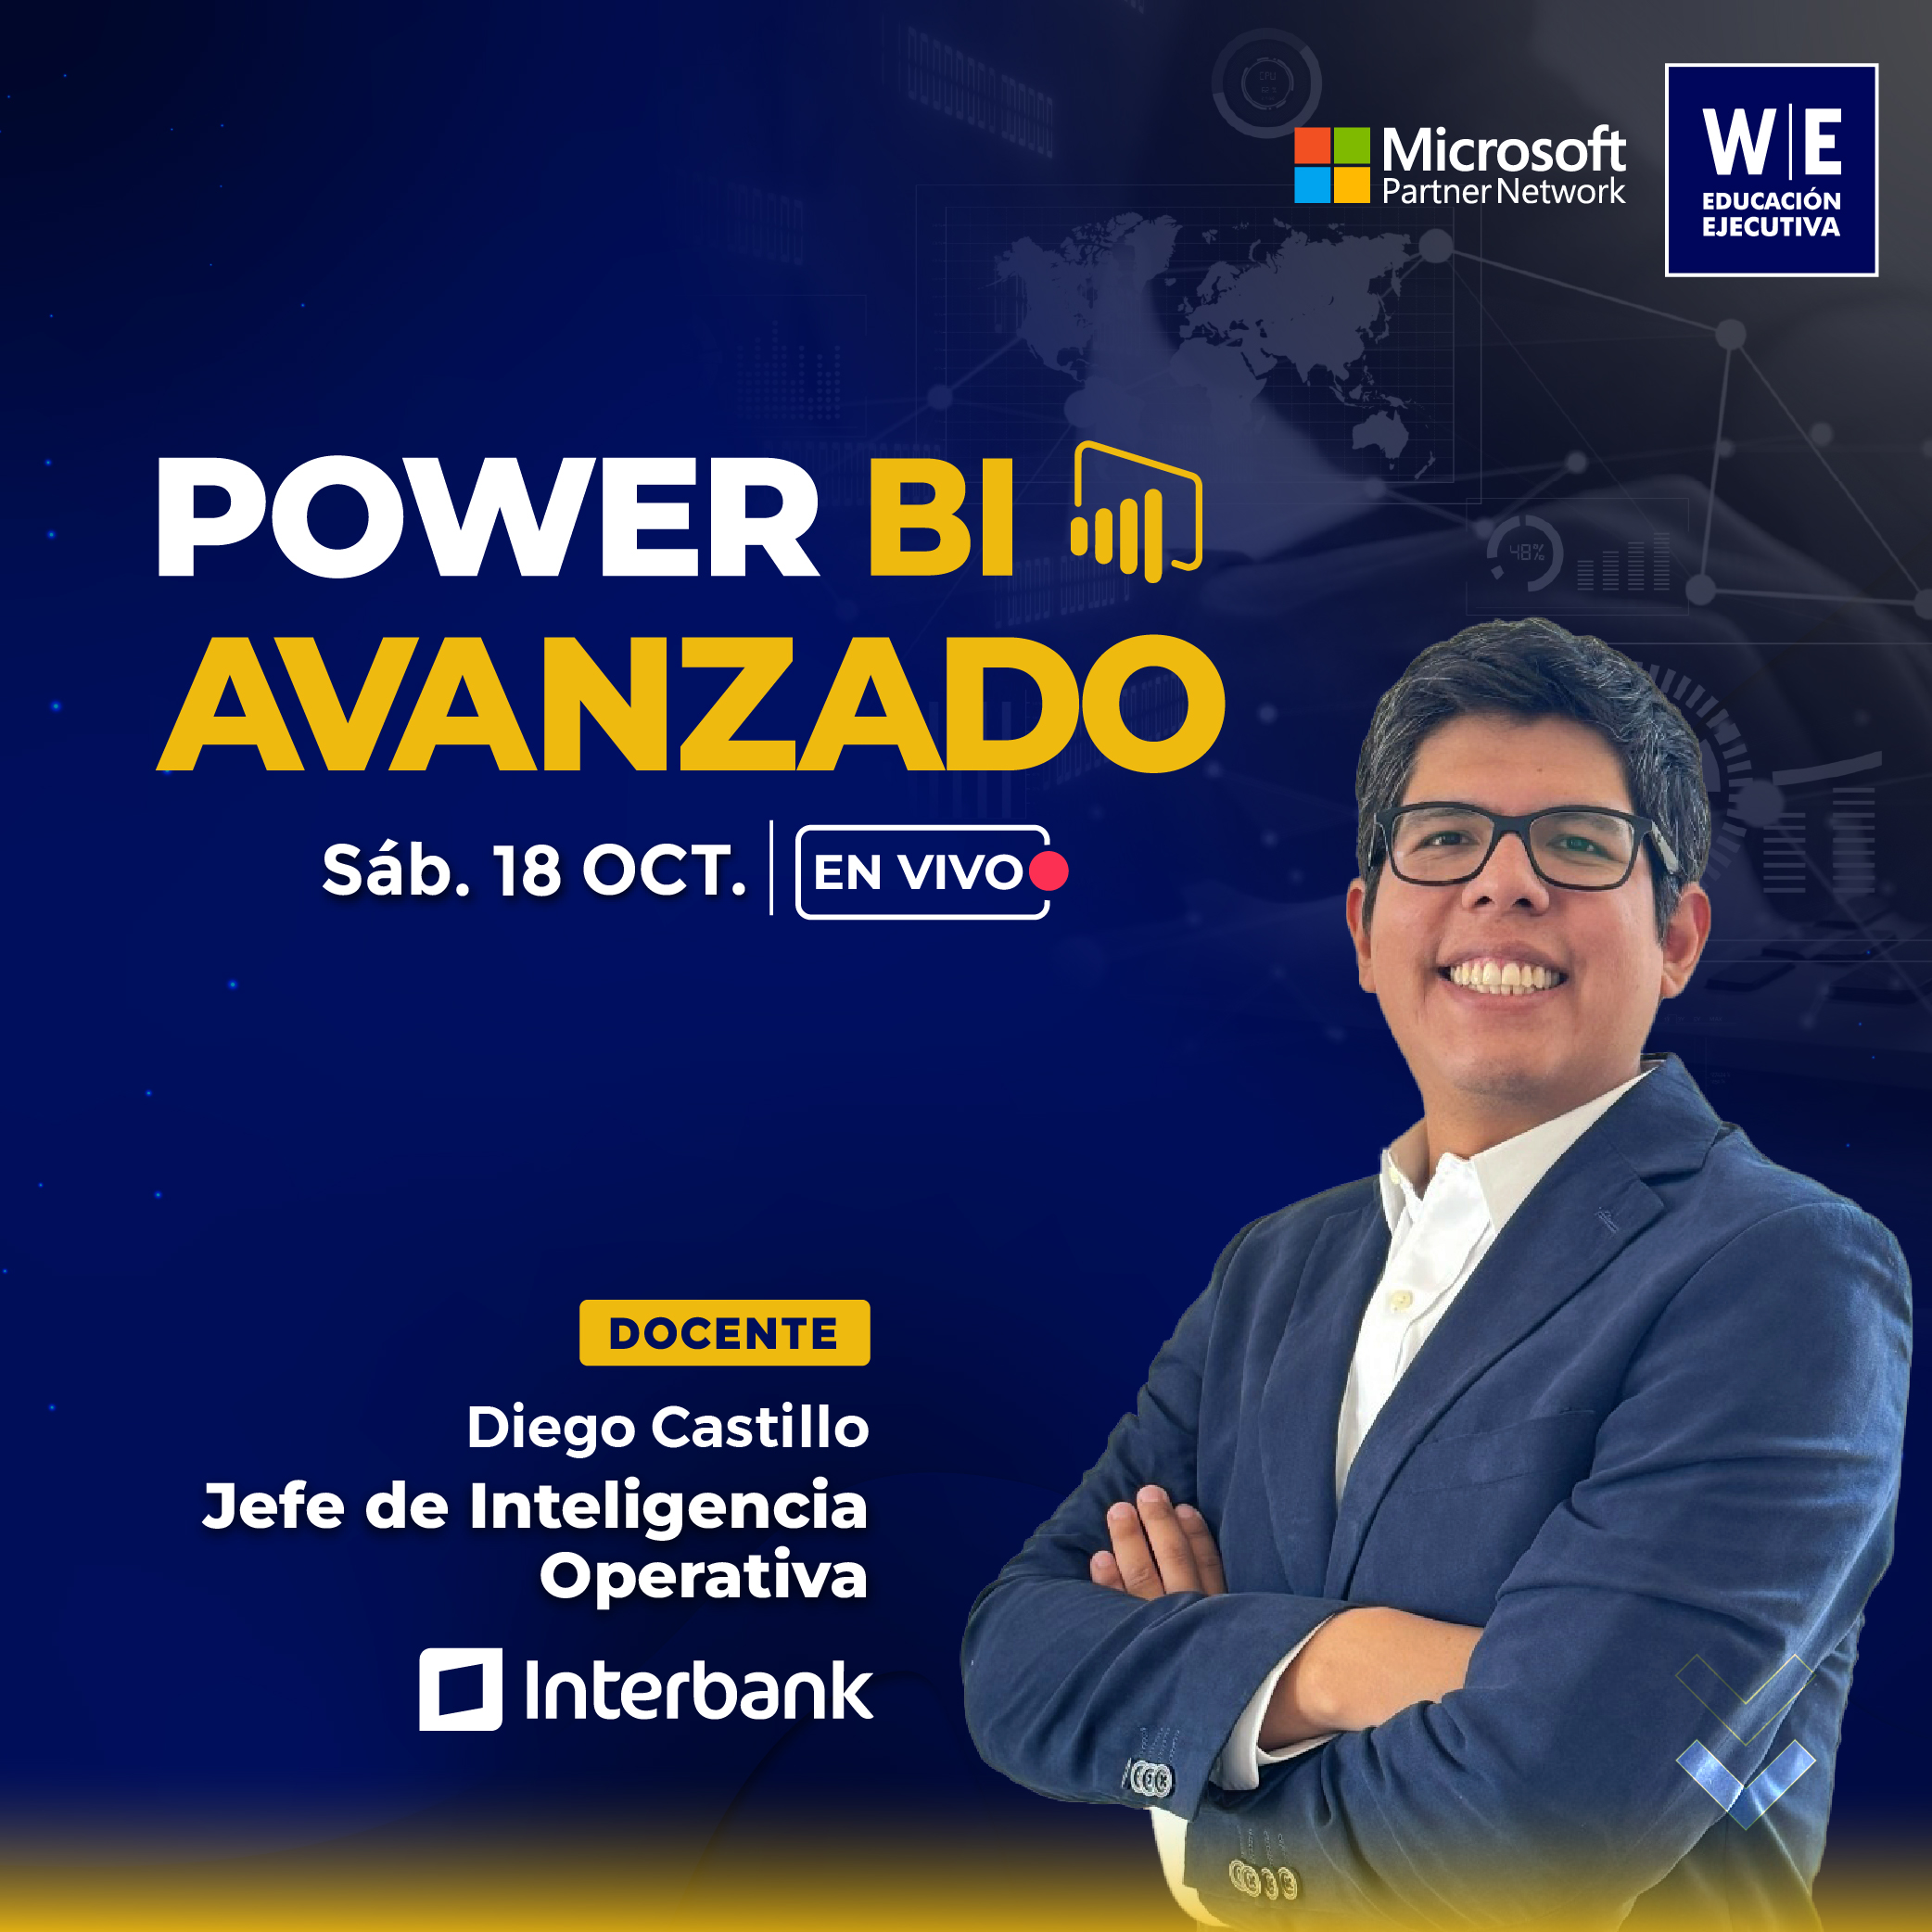 Microsoft
Partner Network
W|E
EDUCACIÓN
EJECUTIVA
POWER BI
AVANZADO
Sáb. 18 OCT. | EN VIVO
48%
DOCENTE
Diego Castillo
Jefe de Inteligencia
Operativa
Interbank